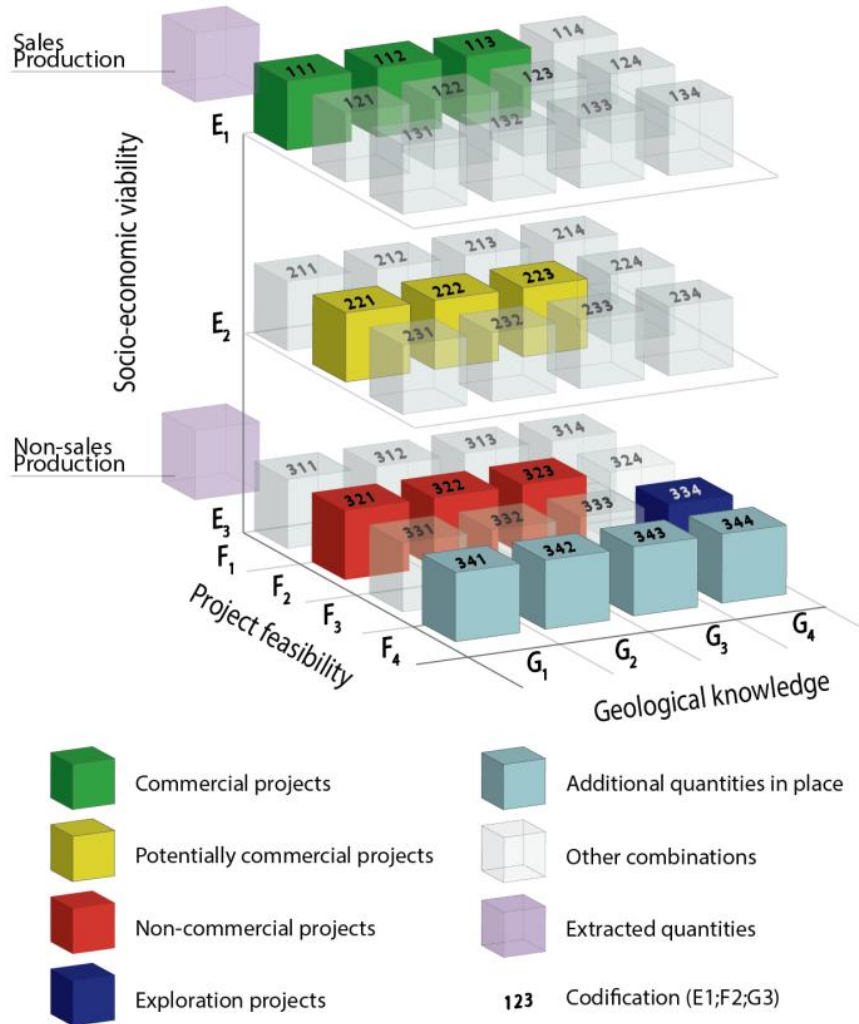 Sales
Production
Socio-economic viability
E1
111
112
113
114
121
122
123
124
131
132
133
134
E2
211
212
213
214
221
222
223
224
231
232
233
234
Non-sales
Production
E3
311
312
313
314
321
322
323
324
331
332
333
334
341
342
343
344
F1
F2
F3
F4
Project feasibility
G1
G2
G3
G4
Geological knowledge
Commercial projects
Potentially commercial projects
Non-commercial projects
Exploration projects
Additional quantities in place
Other combinations
Extracted quantities
123 Codification (E1;F2;G3)